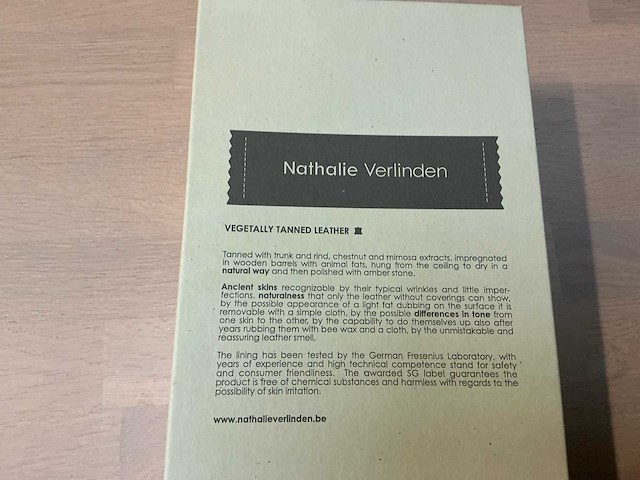 Nathalie Verlinden
VEGETALLY TANNED LEATHER
Tanned with trunk and rind, chestnut and mimosa extracts, impregnated
in wooden barrels with animal fats, hung from the ceiling to dry in a
natural way and then polished with amber stone.
Ancient skins recognizable by their typical wrinkles and little imper-
fections, naturalness that only the leather without coverings can show,
by the possible appearance of a light fat dubbing on the surface it is
removable with a simple cloth, by the possible differences in tone from
one skin to the other, by the capability to do themselves up also after
years rubbing them with bee wax and a cloth, by the unmistakable and
reassuring leather smell.
The lining has been tested by the German Fresenius Laboratory, with
years of experience and high technical competence stand for safety
and consumer friendliness. The awarded SG label guarantees the
product is free of chemical substances and harmless with regards to the
possibility of skin irritation.
www.nathalieverlinden.be